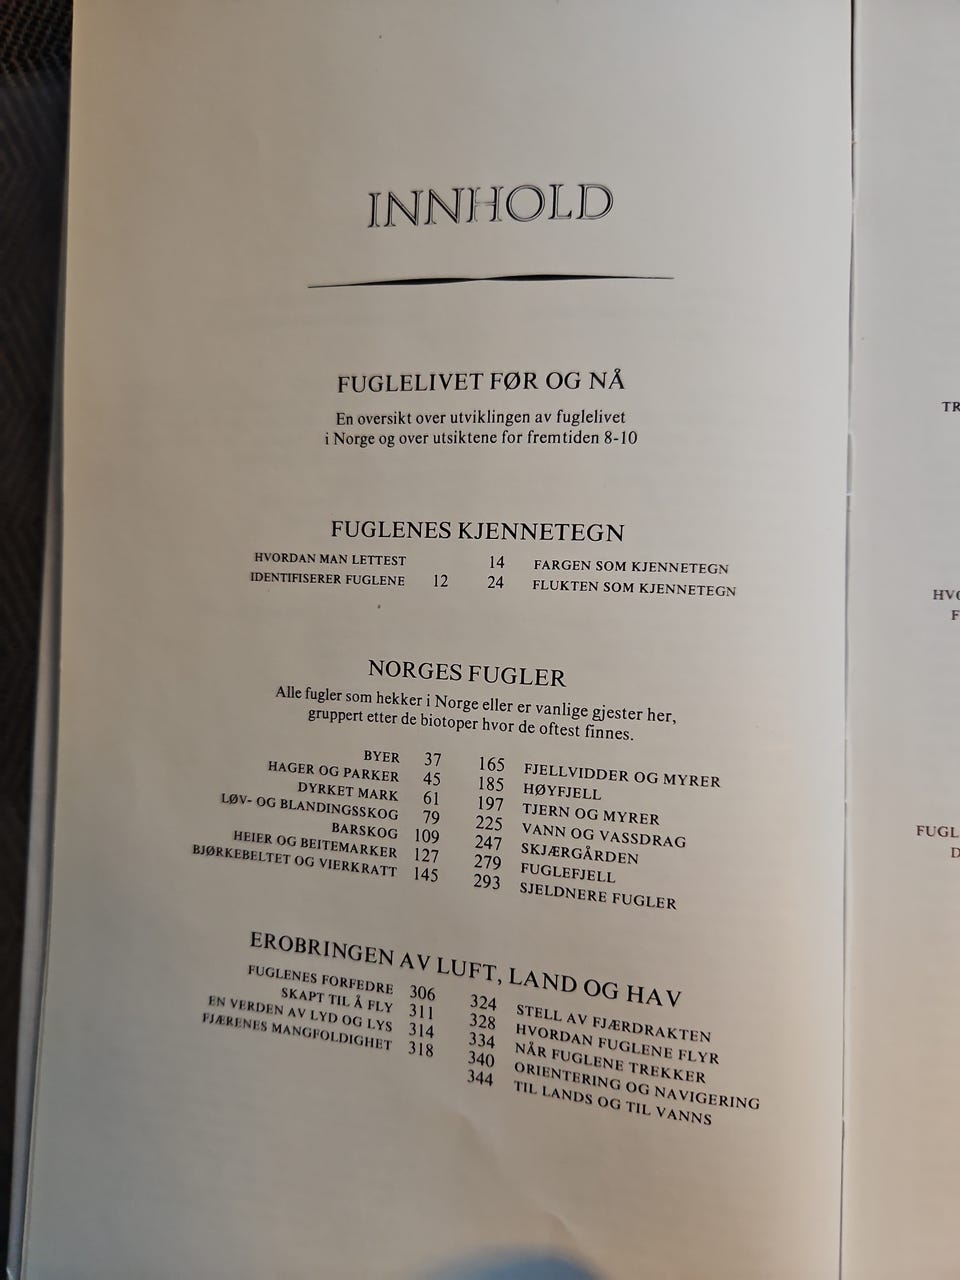 INNHOLD
FUGLELIVET FØR OG NÅ
En oversikt over utviklingen av fuglelivet
i Norge og over utsiktene for fremtiden 8-10
FUGLENES KJENNETEGN
HVORDAN MAN LETTEST
IDENTIFISERER FUGLENE 12
14 FARGEN SOM KJENNETEGN
24 FLUKTEN SOM KJENNETEGN
NORGES FUGLER
Alle fugler som hekker i Norge eller er vanlige gjester her,
gruppert etter de biotoper hvor de oftest finnes.
BYER 37
HAGER OG PARKER 45
DYRKET MARK 61
LØV- OG BLANDINGSSKOG 79
BARSKOG 109
HEIER OG BEITEMARKER 127
BJØRKEBELTET OG VIERKRATT 145
165 FJELLVIDDER OG MYRER
185 HØYFJELL
197 TJERN OG MYRER
225 VANN OG VASSDRAG
247 SKJÆRGÅRDEN
279 FUGLEFJELL
293 SJELDNERE FUGLER
EROBRINGEN AV LUFT, LAND OG HAV
FUGLENES FORFEDRE 306
SKAPT TIL Å FLY 311
EN VERDEN AV LYD OG LYS 314
FJÆRENES MANGFOLDIGHET 318
324 STELL AV FJÆRDRAKTEN
328 HVORDAN FUGLENE FLYR
334 NÅR FUGLENE TREKKER
340 ORIENTERING OG NAVIGERING
344 TIL LANDS OG TIL VANNS